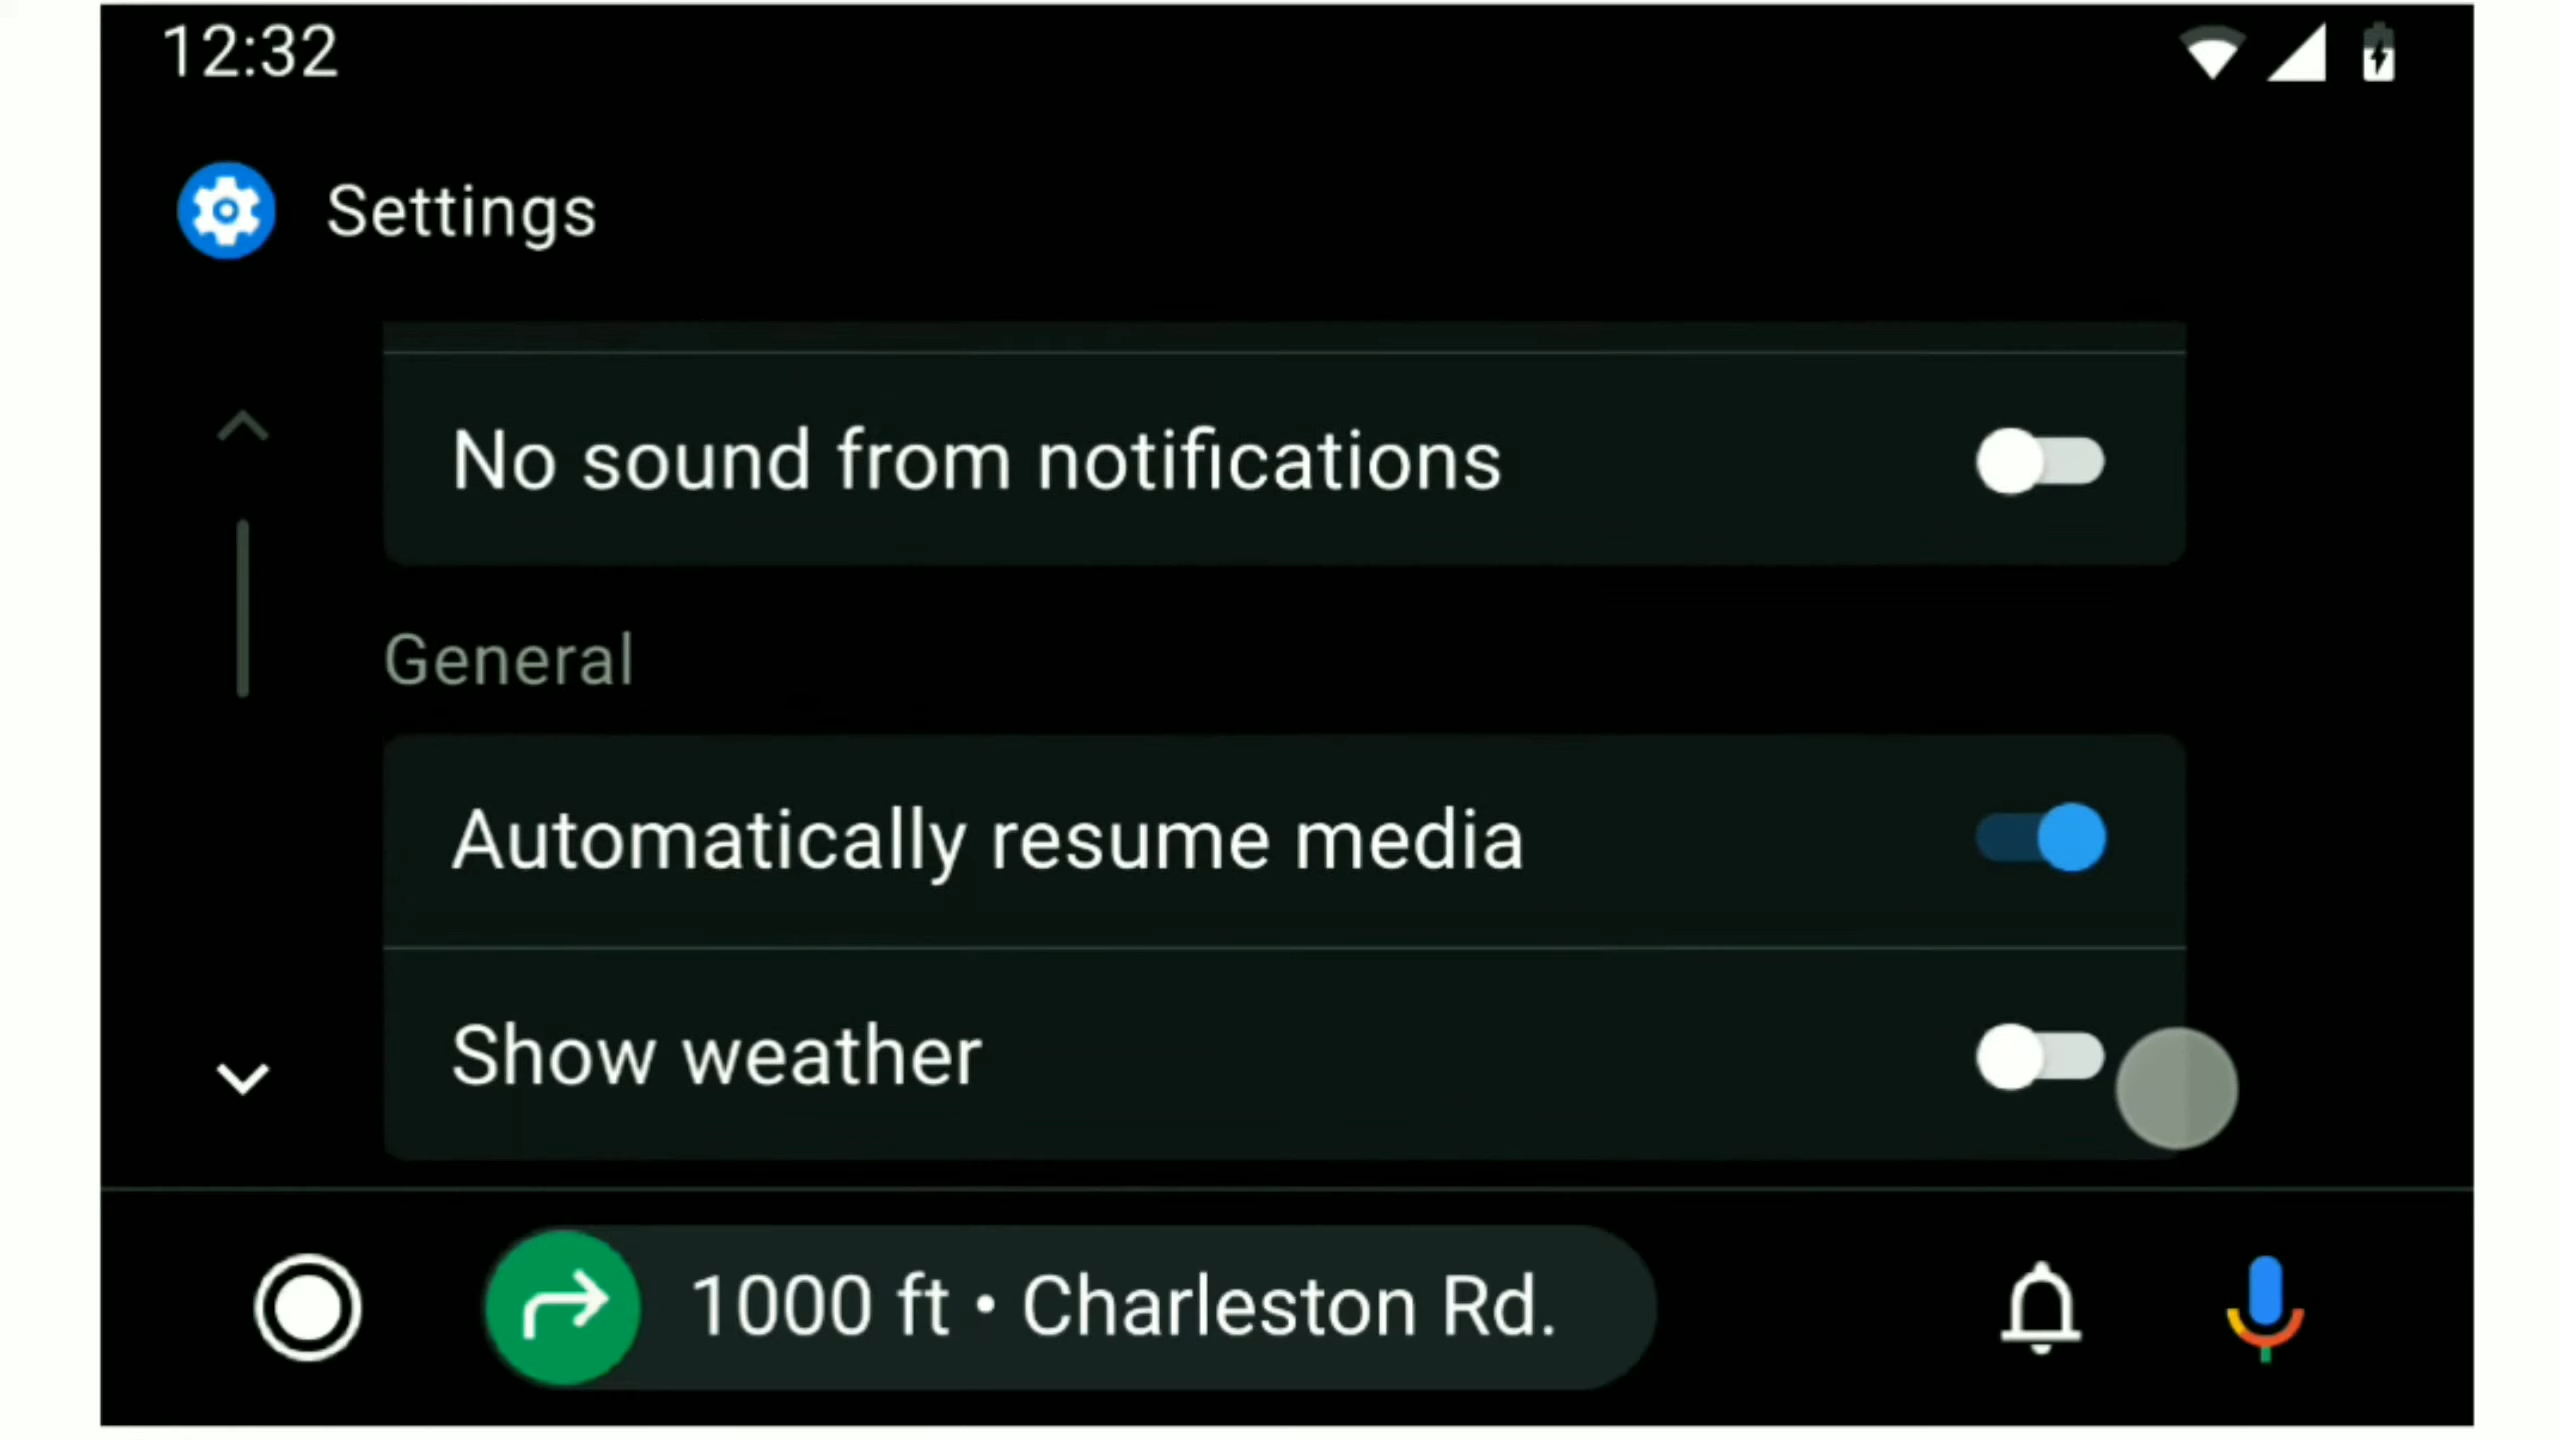 12:32
Settings
No sound from notifications
General
Automatically resume media
Show weather
1000 ft • Charleston Rd.